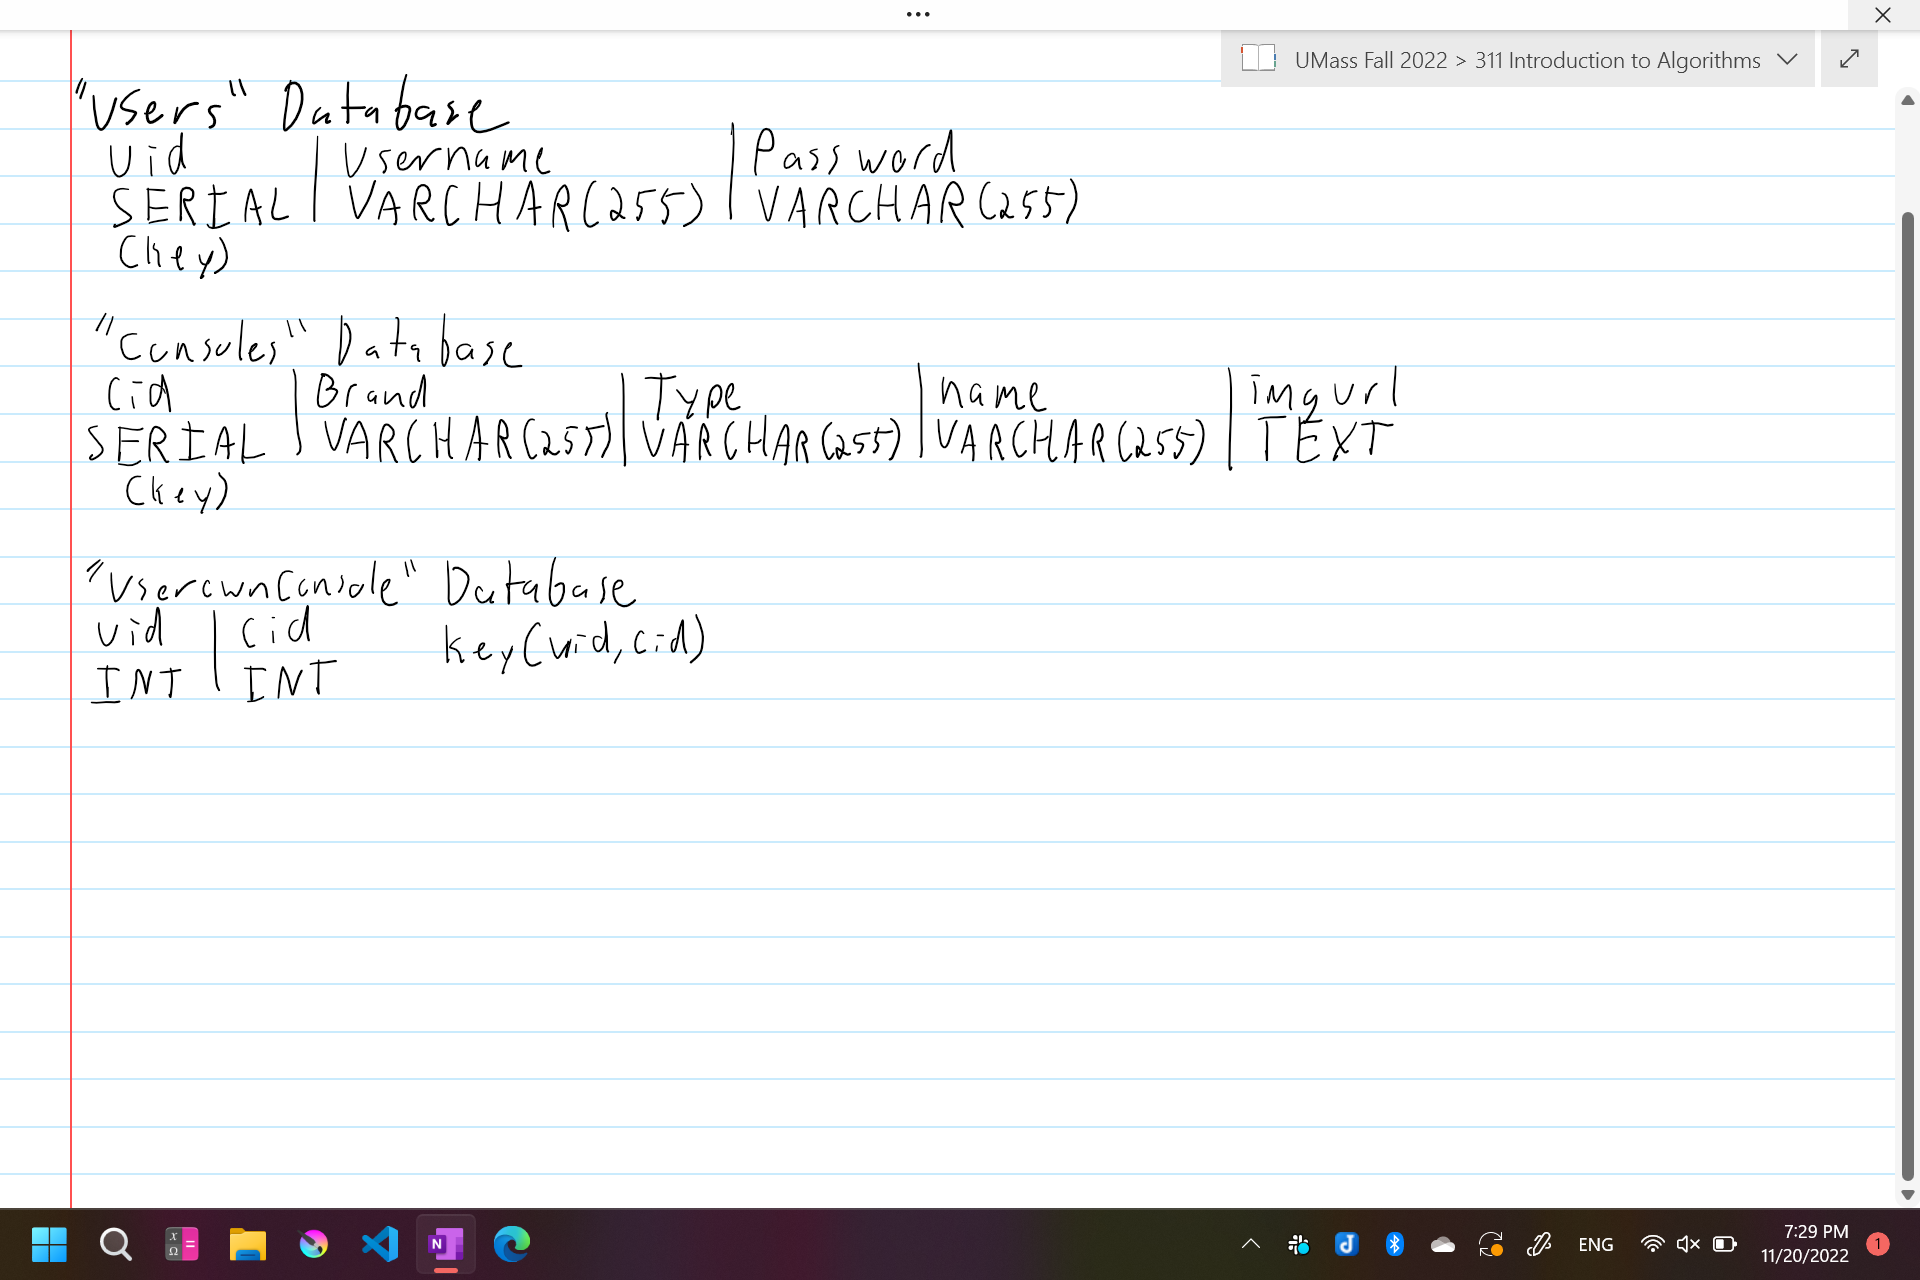 UMass Fall 2022 > 311 Introduction to Algorithms
"Users" Database
uid | Username | Password
SERIAL | VARCHAR(255) | VARCHAR(255)
(key)
"Consoles" Database
cid | Brand | Type | name | imgurl
SERIAL | VARCHAR(255) | VARCHAR(255) | VARCHAR(255) | TEXT
(key)
"UserownConsole" Database
uid | cid key(uid,cid)
INT | INT
ENG 7:29 PM
11/20/2022 1